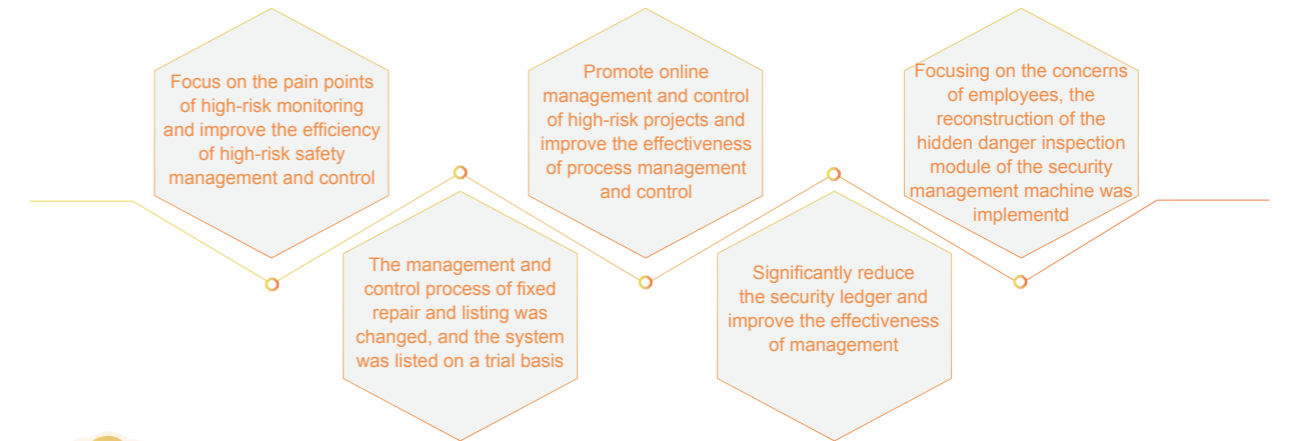 Focus on the pain points
of high-risk monitoring
and improve the efficiency
of high-risk safety
management and control
The management and
control process of fixed
repair and listing was
changed, and the system
was listed on a trial basis
Promote online
management and control
of high-risk projects and
improve the effectiveness
of process management
and control
Significantly reduce
the security ledger and
improve the effectiveness
of management
Focusing on the concerns
of employees, the
reconstruction of the
hidden danger inspection
module of the security
management machine was
implementd